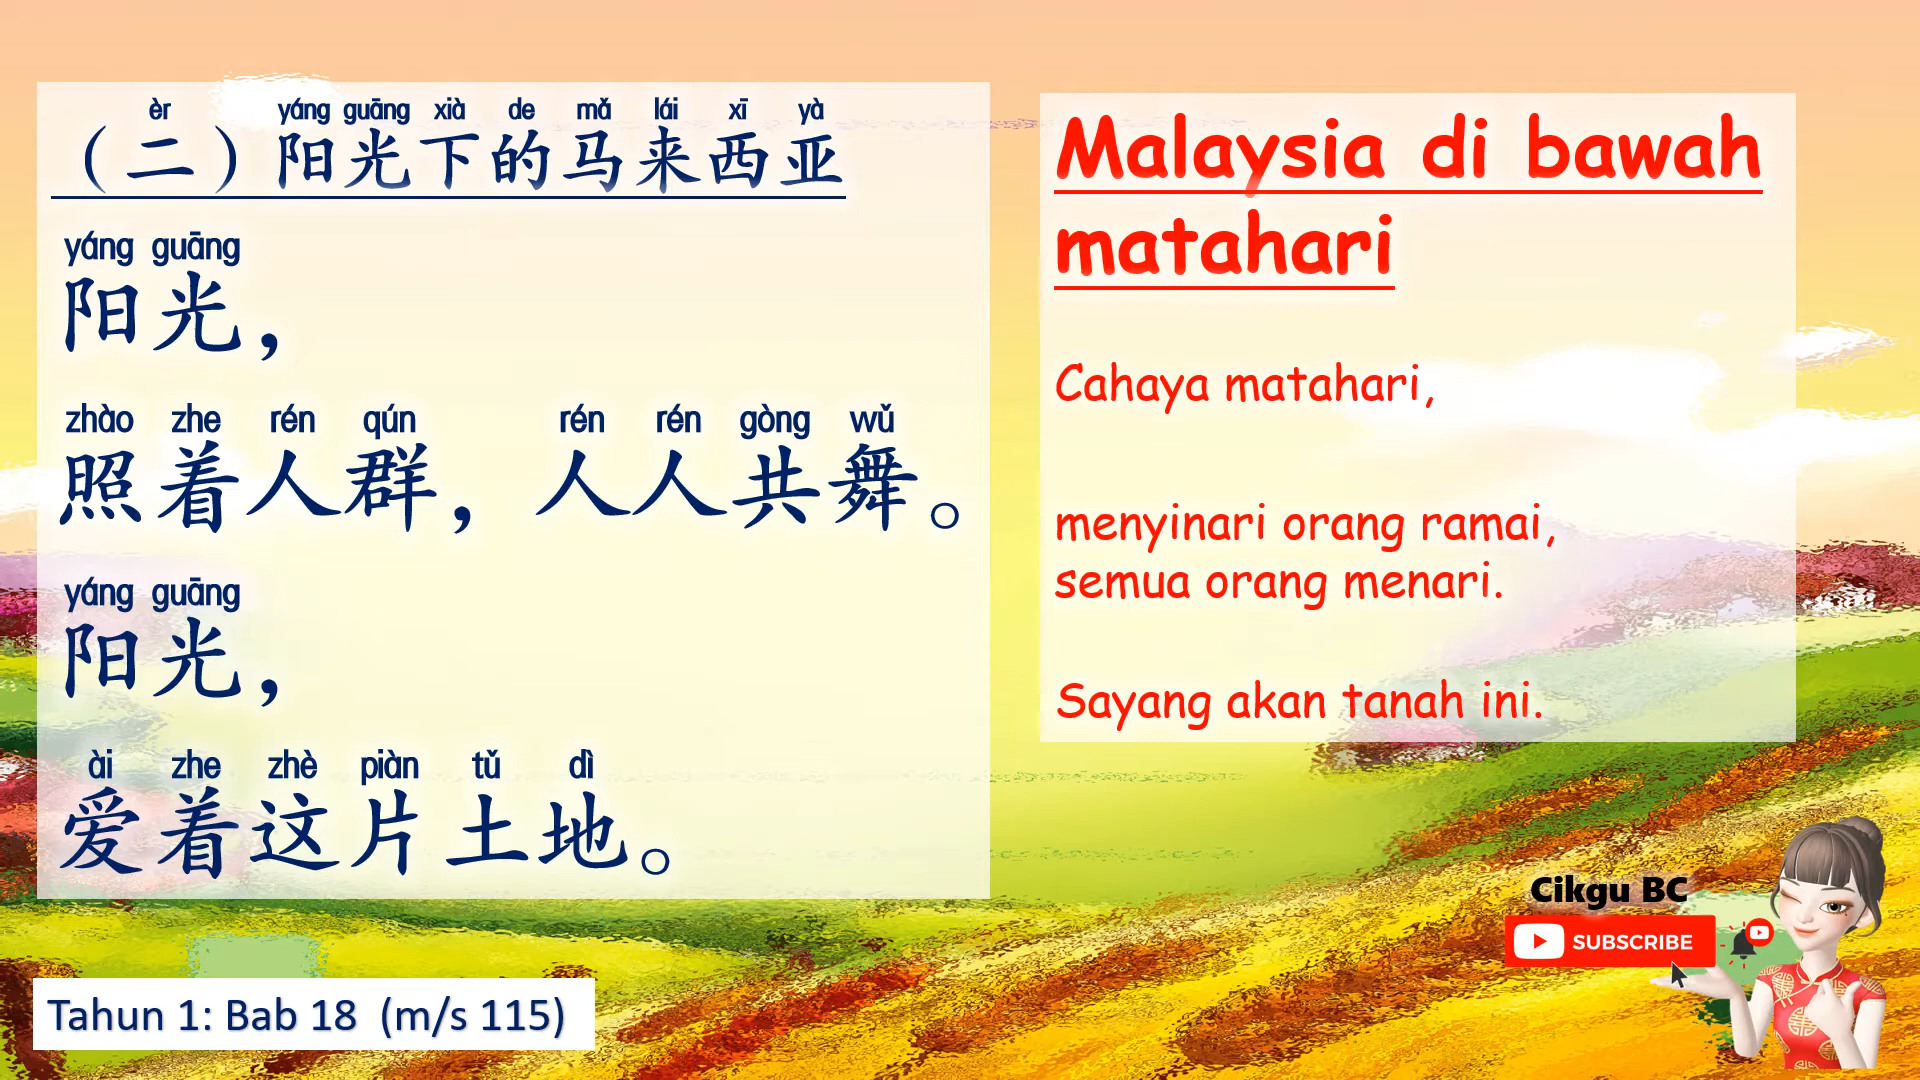 èr yáng guāng xià de mǎ lái xī yà
（二）阳光下的马来西亚
yáng guāng
阳光，
zhào zhe rén qún rén rén gòng wǔ
照着人群，人人共舞。
yáng guāng
阳光，
ài zhe zhè piàn tǔ dì
爱着这片土地。
Tahun 1: Bab 18 (m/s 115)
Malaysia di bawah
matahari
Cahaya matahari,
menyinari orang ramai,
semua orang menari.
Sayang akan tanah ini.
Cikgu BC
SUBSCRIBE